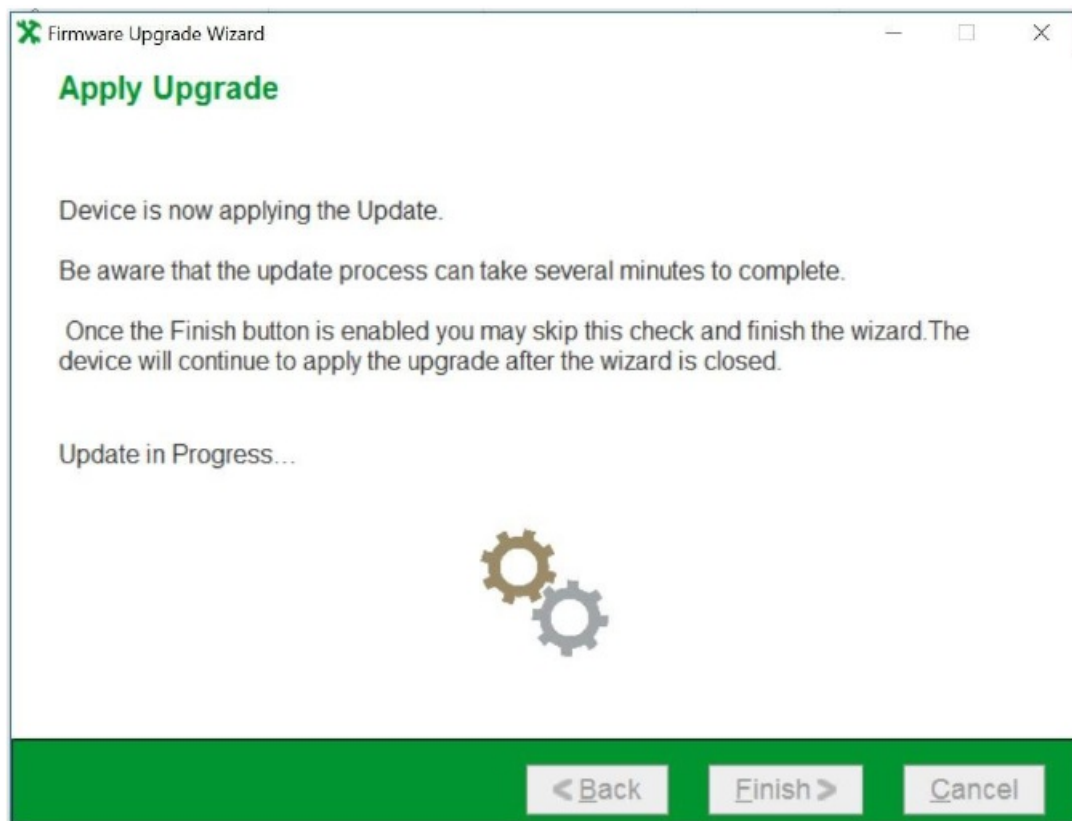 Firmware Upgrade Wizard
Apply Upgrade
Device is now applying the Update.
Be aware that the update process can take several minutes to complete.
Once the Finish button is enabled you may skip this check and finish the wizard.The
device will continue to apply the upgrade after the wizard is closed.
Update in Progress...
< Back
Finish >
Cancel